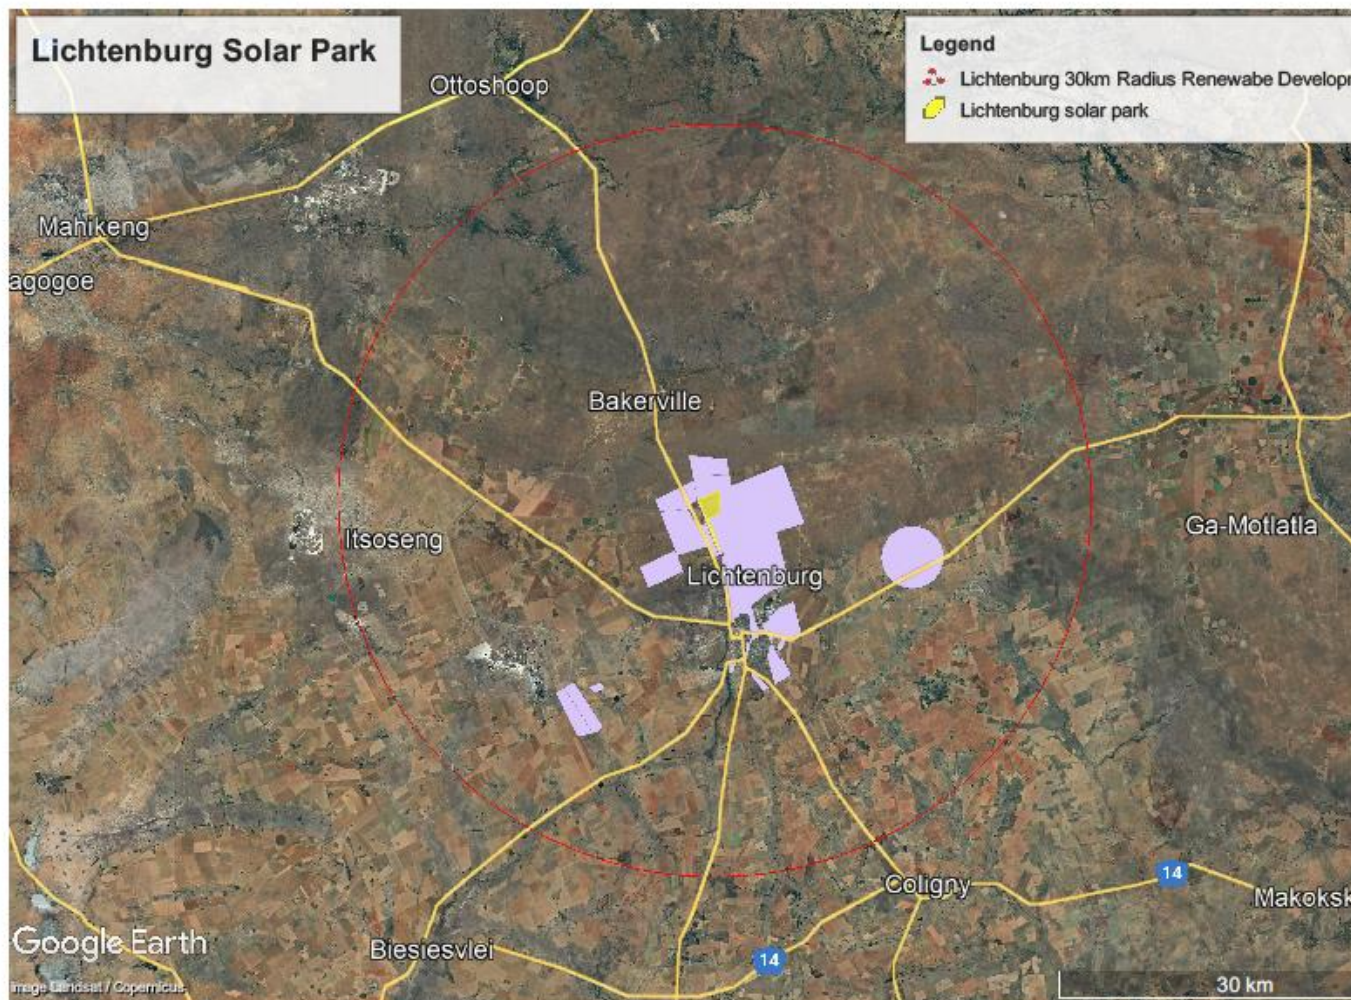 Lichtenburg Solar Park
Legend
Lichtenburg 30km Radius Renewabe Developm
Lichtenburg solar park
Ottoshoop
Mahikeng
agogoe
Bakerville
Itsoseng
Ga-Motlatla
Lichtenburg
14
Coligny
Makoksk
Biesiesvlei
14
Google Earth
Image Landsat / Copernicus
30 km